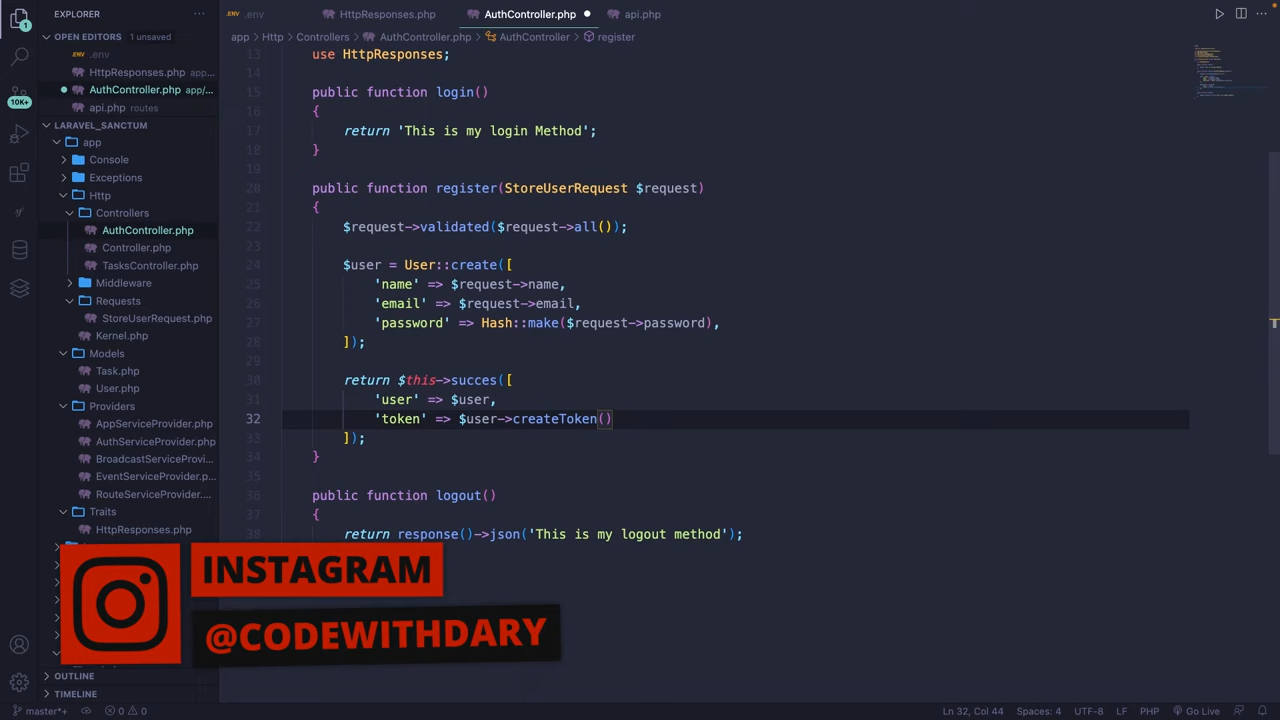 EXPLORER
OPEN EDITORS 1 unsaved
.env
HttpResponses.php app...
AuthController.php app/...
api.php routes
LARAVEL_SANCTUM
app
Console
Exceptions
Http
Controllers
AuthController.php
Controller.php
TasksController.php
Middleware
Requests
StoreUserRequest.php
Kernel.php
Models
Task.php
User.php
Providers
AppServiceProvider.php
AuthServiceProvider.php
BroadcastServiceProvi...
EventServiceProvider.p...
RouteServiceProvider....
Traits
HttpResponses.php
OUTLINE
TIMELINE
1
10K+
.ENV .env HttpResponses.php AuthController.php api.php
app > Http > Controllers > AuthController.php > AuthController > register
13 use HttpResponses;
14
15 public function login()
16 {
17 return 'This is my login Method';
18 }
19
20 public function register(StoreUserRequest $request)
21 {
22 $request->validated($request->all());
23
24 $user = User::create([
25 'name' => $request->name,
26 'email' => $request->email,
27 'password' => Hash::make($request->password),
28 ]);
29
30 return $this->succes([
31 'user' => $user,
32 'token' => $user->createToken()
33 ]);
34 }
35
36 public function logout()
37 {
38 return response()->json('This is my logout method');
INSTAGRAM
@CODEWITHDARY
master*+ 0 0 Ln 32, Col 44 Spaces: 4 UTF-8 LF PHP Go Live